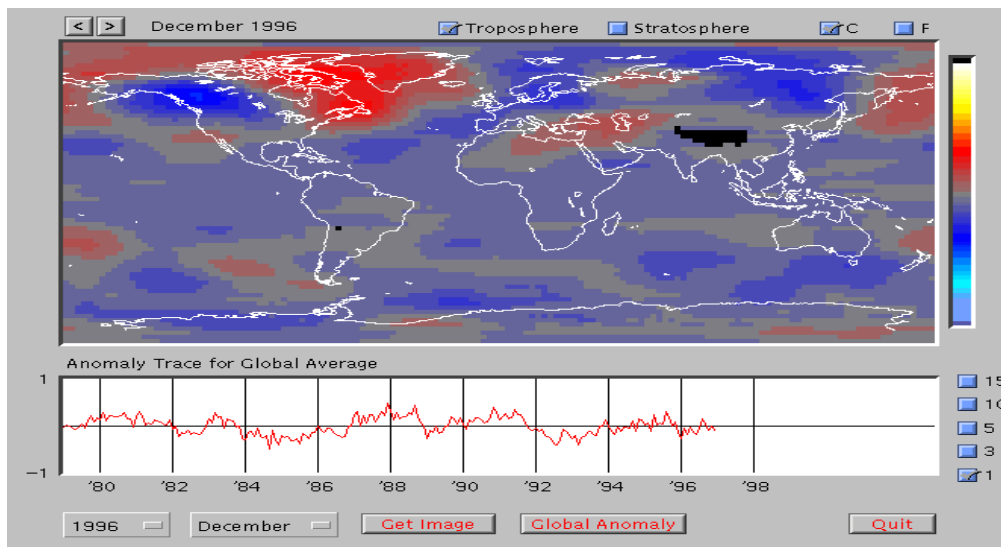 < > December 1996 Troposphere Stratosphere C F
Anomaly Trace for Global Average
1
-1
'80 '82 '84 '86 '88 '90 '92 '94 '96 '98
15
10
5
3
1
1996 December Get Image Global Anomaly Quit